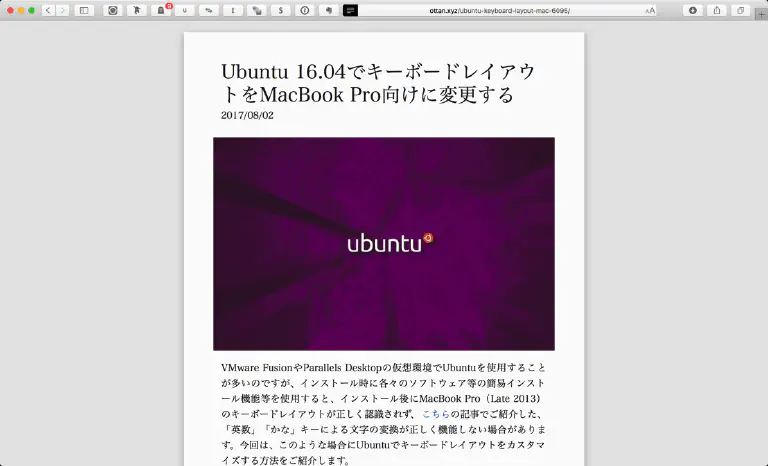 ottan.xyz/ubuntu-keyboard-layout-mac-6095/
Ubuntu 16.04でキーボードレイアウ
トをMacBook Pro向けに変更する
2017/08/02
ubuntu
VMware FusionやParallels Desktopの仮想環境でUbuntuを使用すること
が多いのですが、インストール時に各々のソフトウェア等の簡易インスト
ール機能等を使用すると、インストール後にMacBook Pro（Late 2013）
のキーボードレイアウトが正しく認識されず、こちらの記事でご紹介した、
「英数」「かな」キーによる文字の変換が正しく機能しない場合がありま
す。今回は、このような場合にUbuntuでキーボードレイアウトをカスタマ
イズする方法をご紹介します。